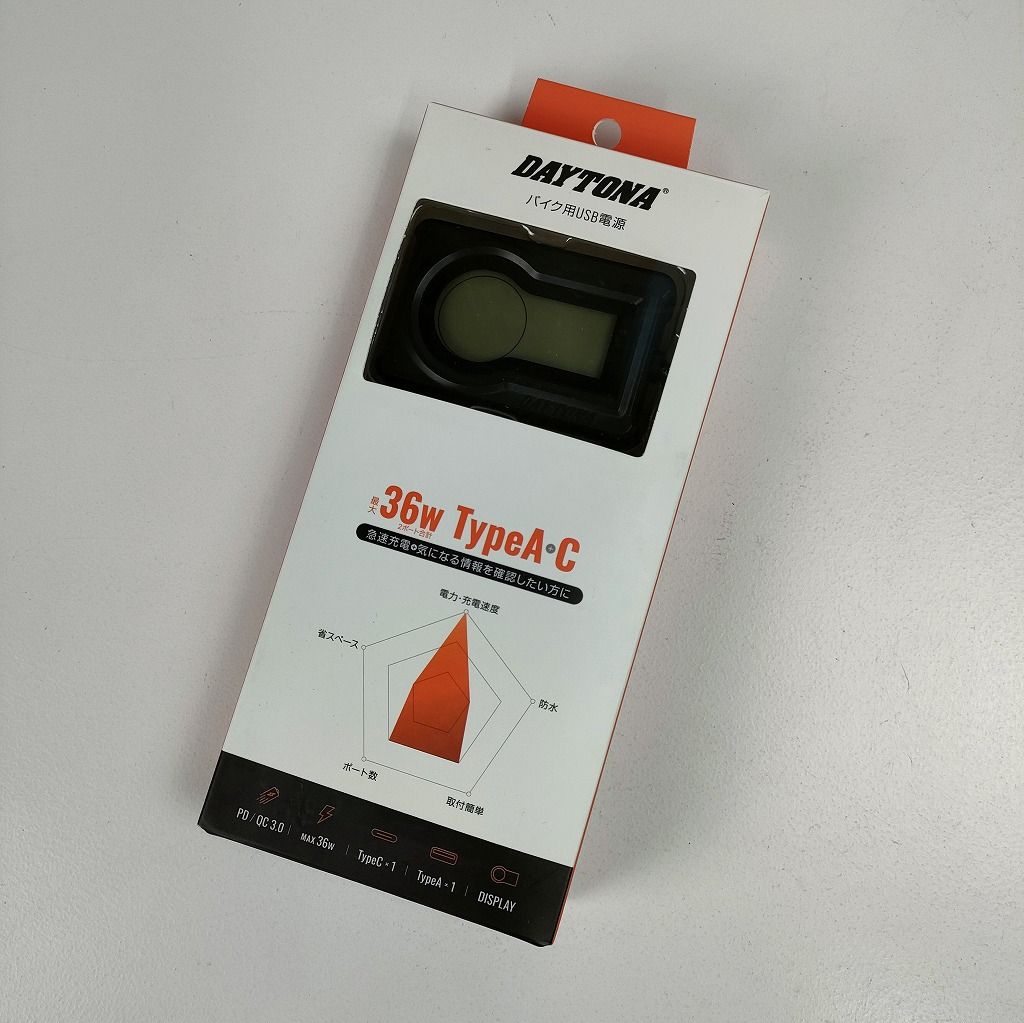 DAYTONA®
バイク用USB電源
最大36w TypeA+C
2ポート合計
急速充電+気になる情報を確認したい方に
電力・充電速度
省スペース
防水
ポート数
取付簡単
PD/QC 3.0
MAX 36w
TypeC×1
TypeA×1
DISPLAY